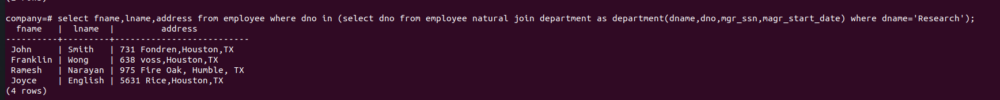 company=# select fname,lname,address from employee where dno in (select dno from employee natural join department as department(dname,dno,mgr_ssn,magr_start_date) where dname='Research');
  fname   |  lname  |         address
----------+---------+--------------------------
 John     | Smith   | 731 Fondren,Houston,TX
 Franklin | Wong    | 638 voss,Houston,TX
 Ramesh   | Narayan | 975 Fire Oak, Humble, TX
 Joyce    | English | 5631 Rice,Houston,TX
(4 rows)